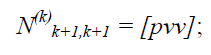 N^{(k)}_{k+1,k+1} = [pvv];